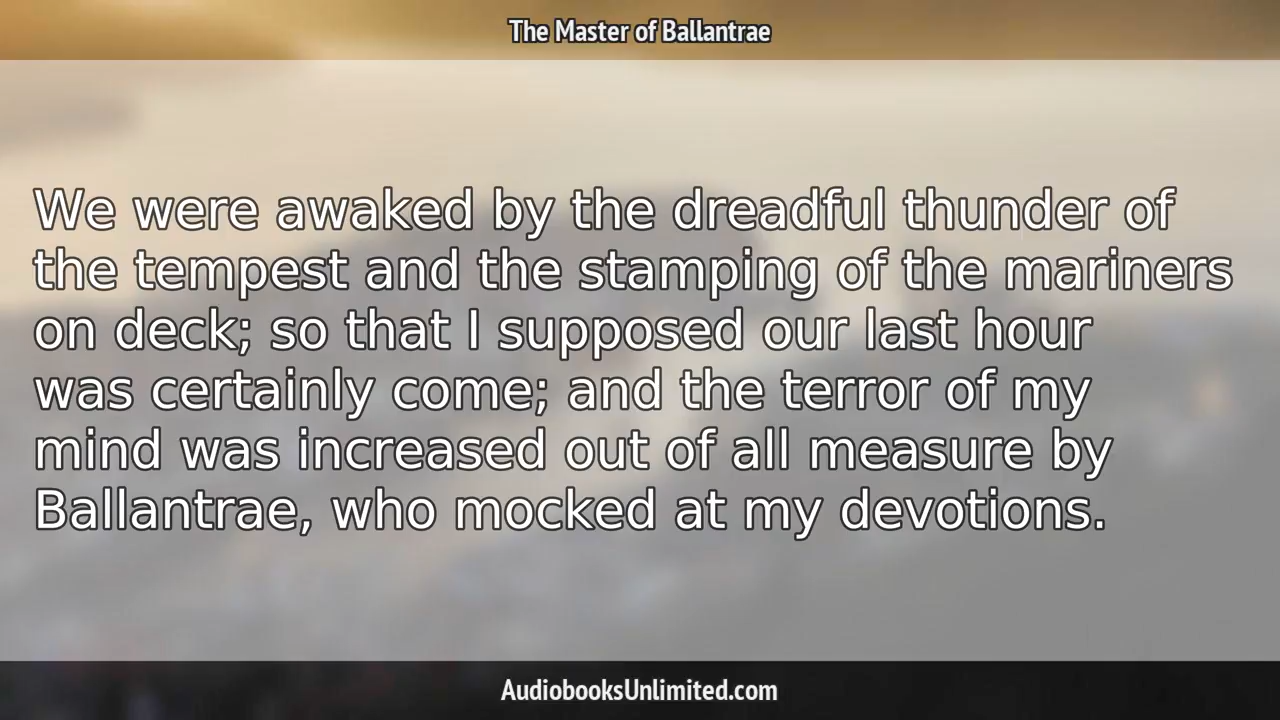 The Master of Ballantrae
We were awaked by the dreadful thunder of
the tempest and the stamping of the mariners
on deck; so that I supposed our last hour
was certainly come; and the terror of my
mind was increased out of all measure by
Ballantrae, who mocked at my devotions.
AudiobooksUnlimited.com